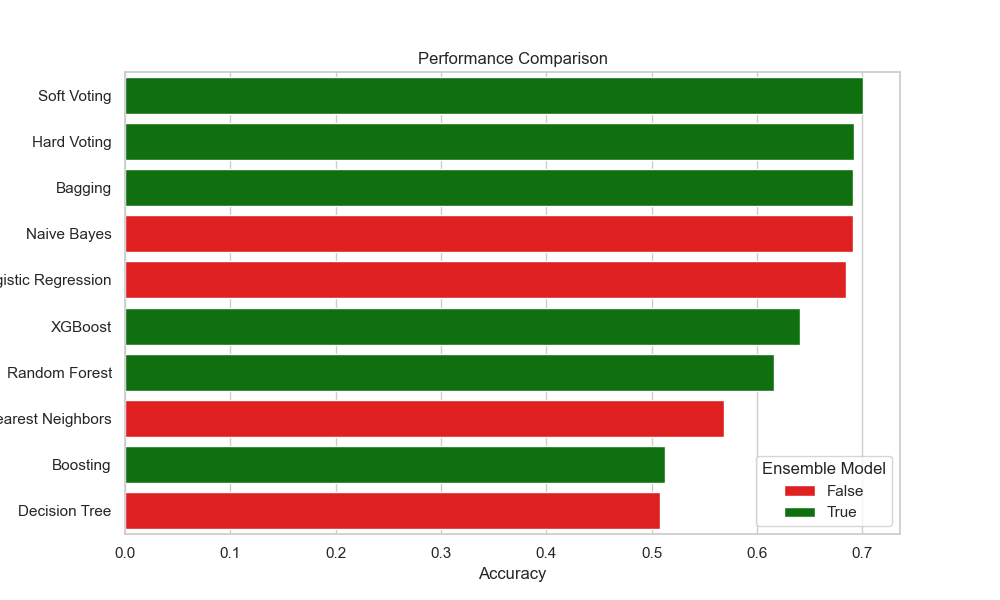 Performance Comparison
Soft Voting
Hard Voting
Bagging
Naive Bayes
gistic Regression
XGBoost
Random Forest
earest Neighbors
Boosting
Decision Tree
Ensemble Model
False
True
0.0 0.1 0.2 0.3 0.4 0.5 0.6 0.7
Accuracy